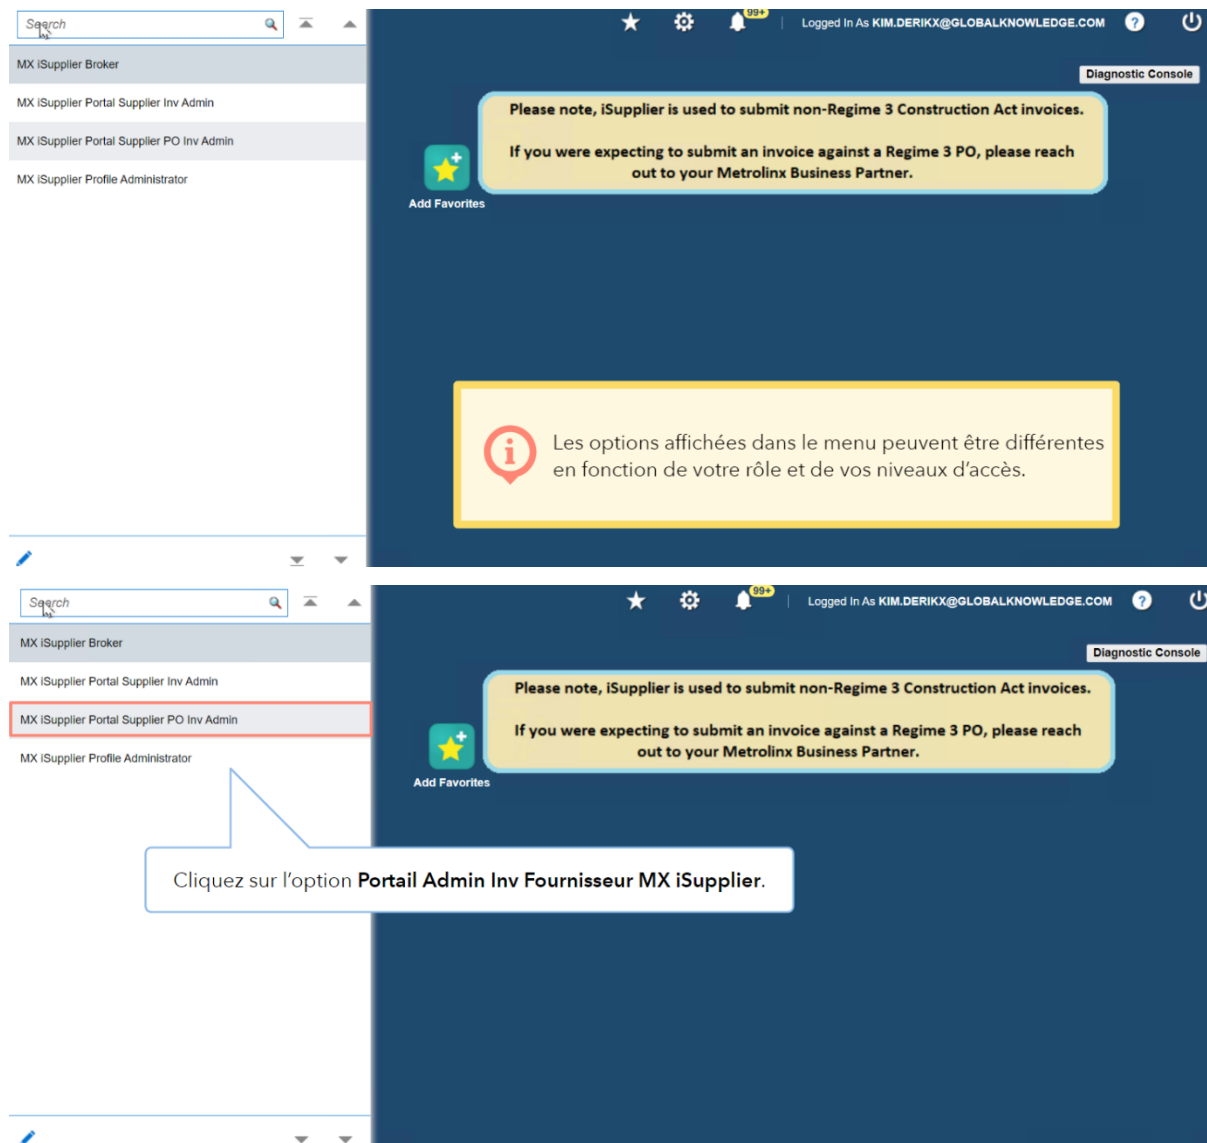 Search
99+
Logged In As KIM.DERIKX@GLOBALKNOWLEDGE.COM
?
MX iSupplier Broker
Diagnostic Console
MX iSupplier Portal Supplier Inv Admin
MX iSupplier Portal Supplier PO Inv Admin
MX iSupplier Profile Administrator
Please note, iSupplier is used to submit non-Regime 3 Construction Act invoices.
If you were expecting to submit an invoice against a Regime 3 PO, please reach
out to your Metrolinx Business Partner.
Add Favorites
i
Les options affichées dans le menu peuvent être différentes
en fonction de votre rôle et de vos niveaux d’accès.
Search
99+
Logged In As KIM.DERIKX@GLOBALKNOWLEDGE.COM
?
MX iSupplier Broker
Diagnostic Console
MX iSupplier Portal Supplier Inv Admin
MX iSupplier Portal Supplier PO Inv Admin
MX iSupplier Profile Administrator
Please note, iSupplier is used to submit non-Regime 3 Construction Act invoices.
If you were expecting to submit an invoice against a Regime 3 PO, please reach
out to your Metrolinx Business Partner.
Add Favorites
Cliquez sur l’option Portail Admin Inv Fournisseur MX iSupplier.